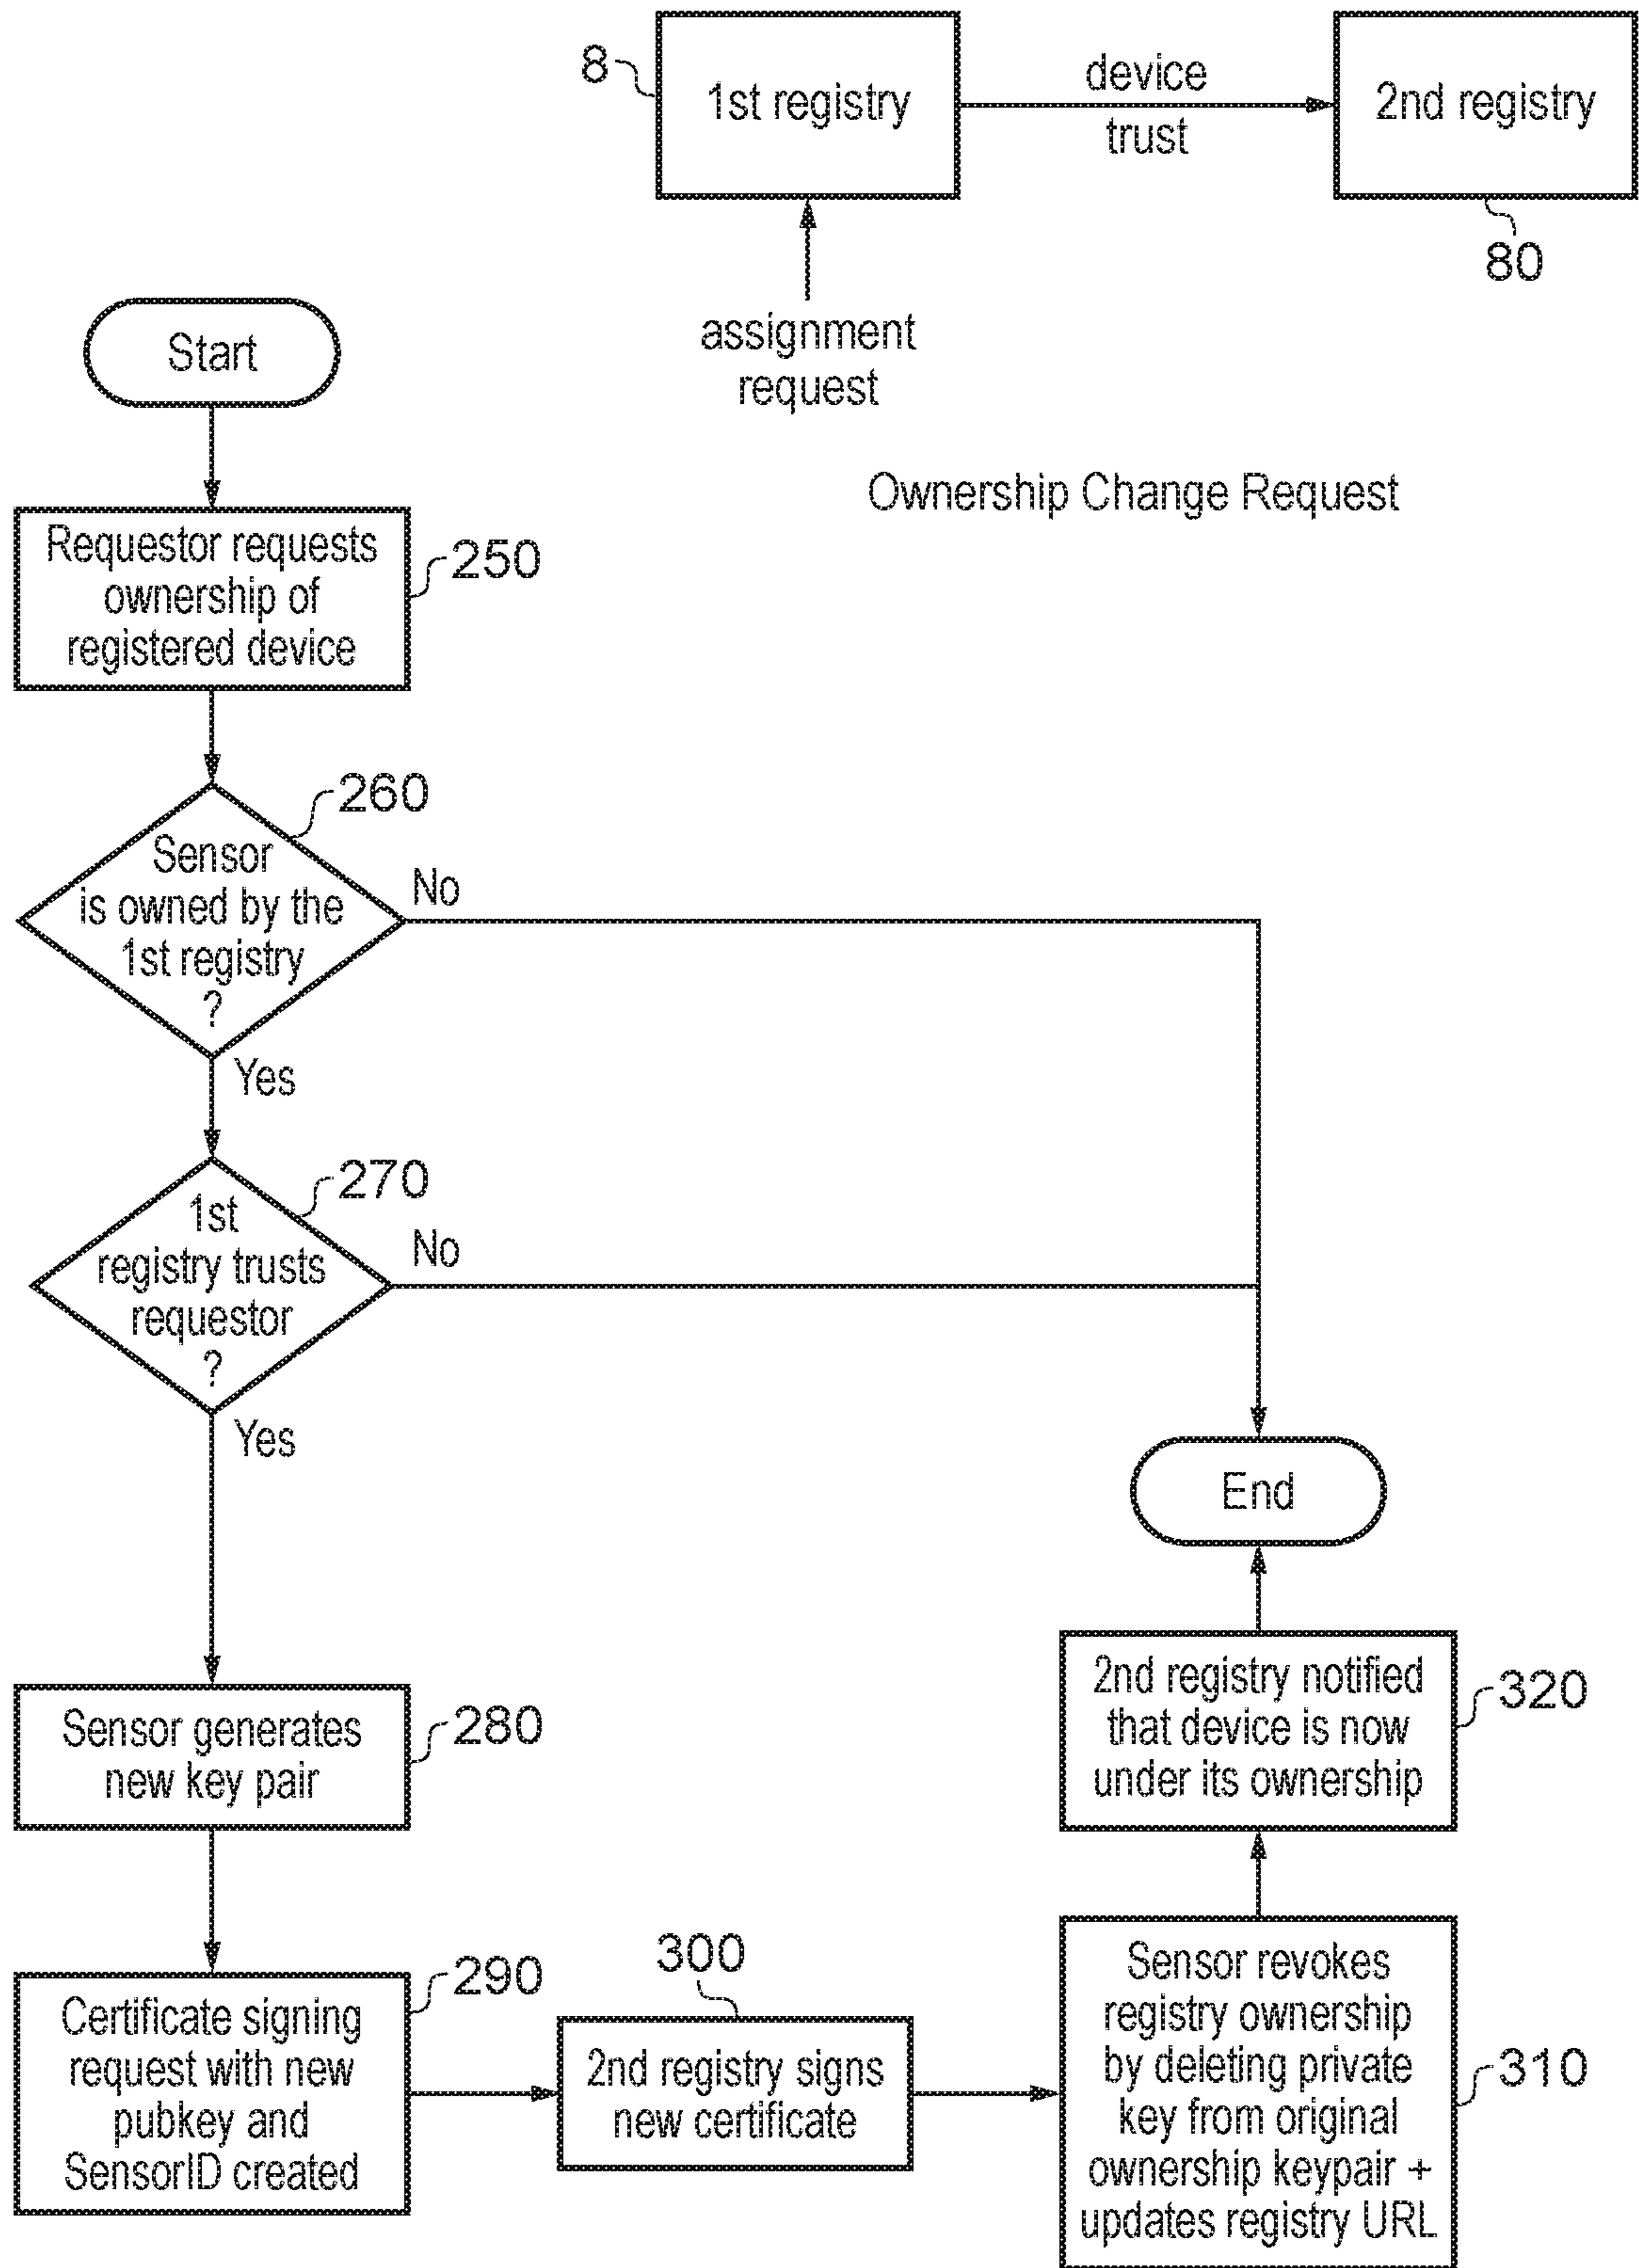 8
1st registry
device
trust
2nd registry
80
assignment
request
Ownership Change Request
Start
Requestor requests
ownership of
registered device
250
260
Sensor
is owned by the
1st registry
?
No
Yes
270
1st
registry trusts
requestor
?
No
Yes
Sensor generates
new key pair
280
Certificate signing
request with new
pubkey and
SensorID created
290
300
2nd registry signs
new certificate
Sensor revokes
registry ownership
by deleting private
key from original
ownership keypair +
updates registry URL
310
2nd registry notified
that device is now
under its ownership
320
End